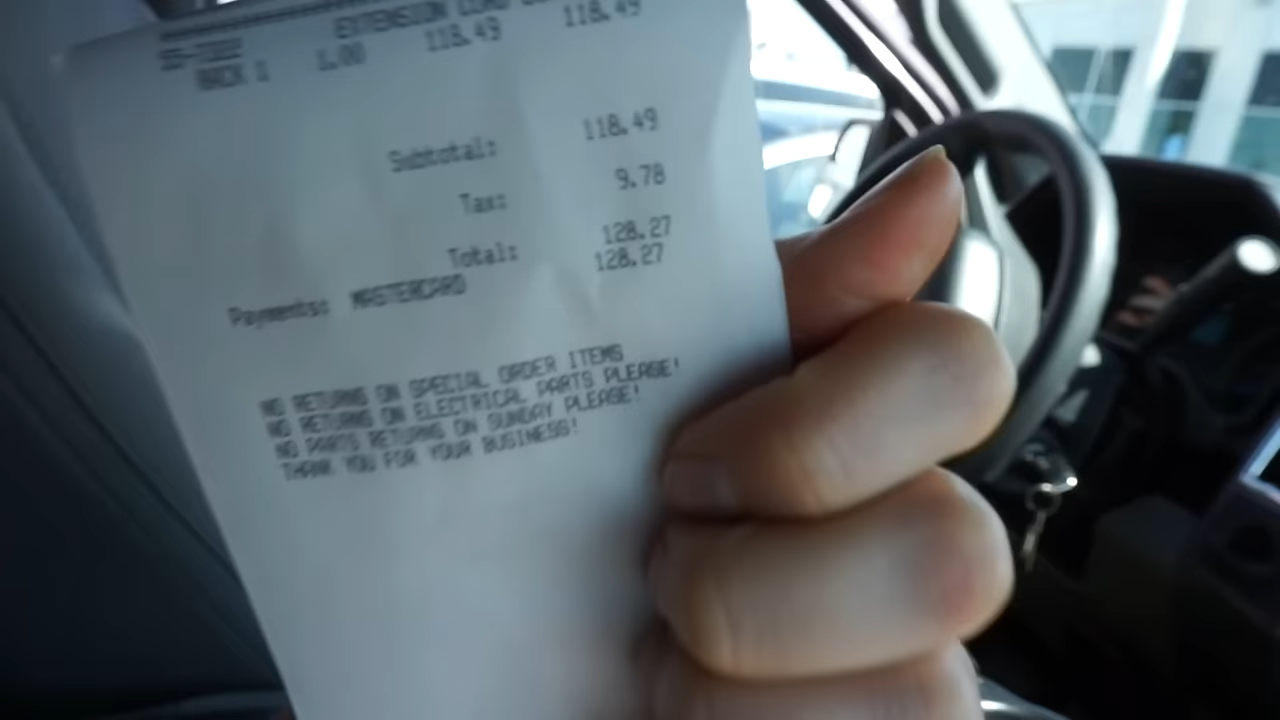 EXTENSION CORD 118.49
RACK 1 1.00 118.49
Subtotal: 118.49
Tax: 9.78
Total: 128.27
Payments: MASTERCARD 128.27
NO RETURNS ON SPECIAL ORDER ITEMS
NO RETURNS ON ELECTRICAL PARTS PLEASE!
NO PARTS RETURNS ON SUNDAY PLEASE!
THANK YOU FOR YOUR BUSINESS!